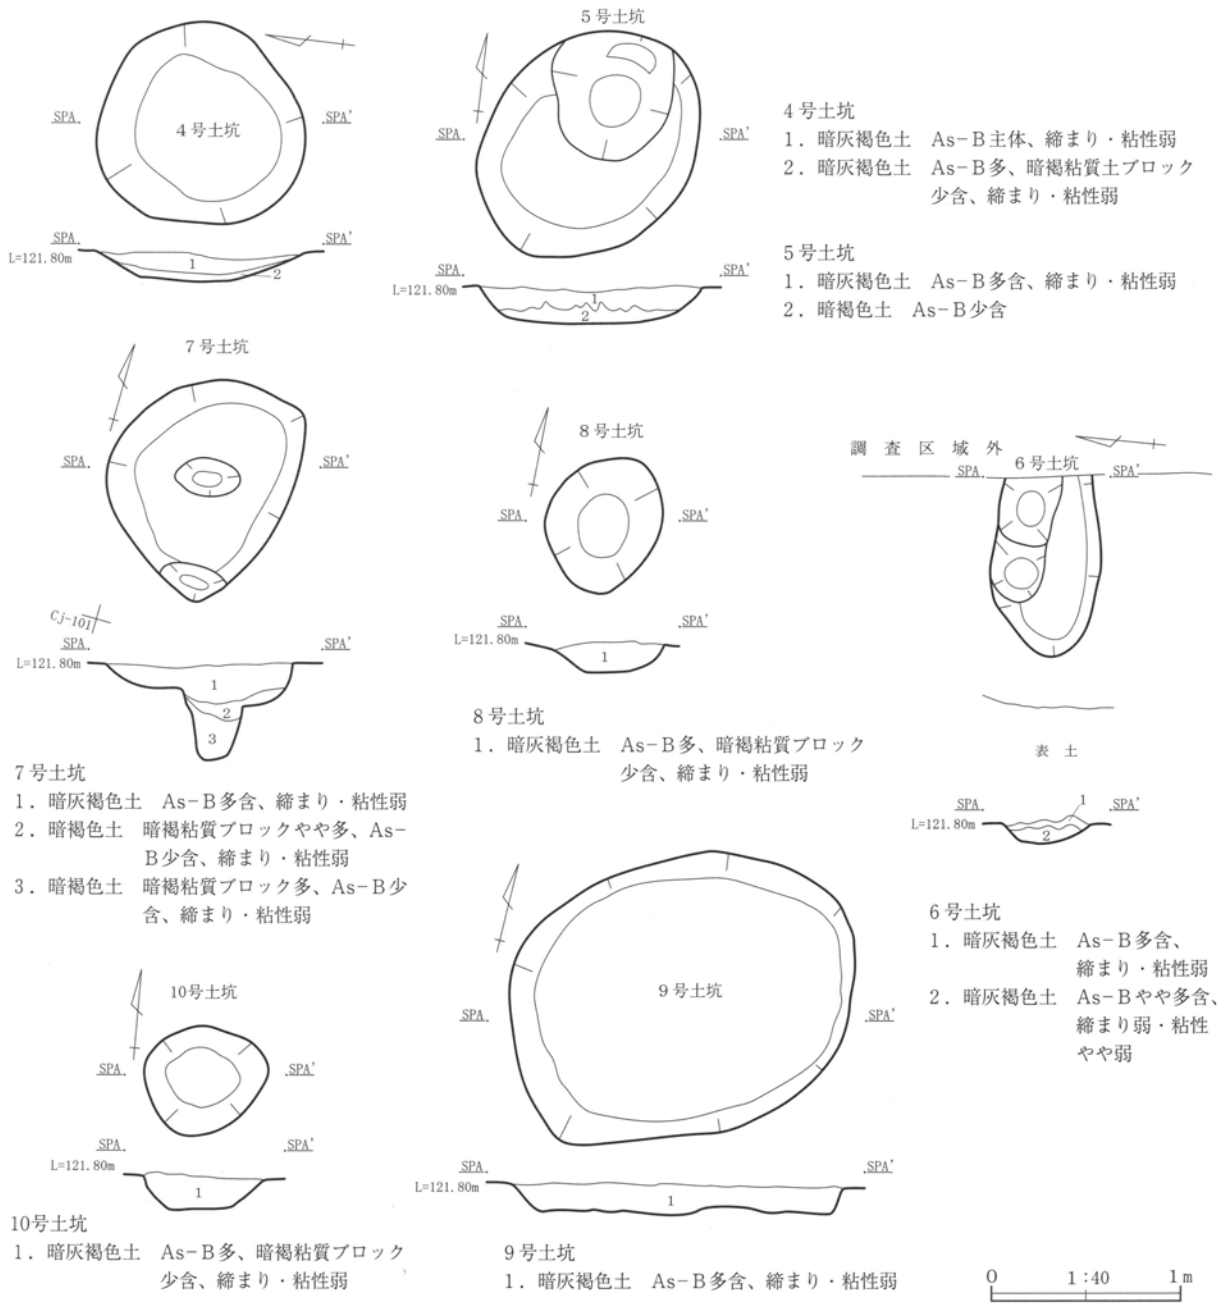 4号土坑
SPA.
.SPA'
SPA.
.SPA'
L=121.80m
1
2
5号土坑
SPA.
.SPA'
SPA.
.SPA'
L=121.80m
1
2
4号土坑
1. 暗灰褐色土 As-B主体、締まり・粘性弱
2. 暗灰褐色土 As-B多、暗褐粘質土ブロック
少含、締まり・粘性弱
5号土坑
1. 暗灰褐色土 As-B多含、締まり・粘性弱
2. 暗褐色土 As-B少含
7号土坑
SPA.
.SPA'
Cj-101
SPA.
.SPA'
L=121.80m
1
2
3
7号土坑
1. 暗灰褐色土 As-B多含、締まり・粘性弱
2. 暗褐色土 暗褐粘質ブロックやや多、As-
B少含、締まり・粘性弱
3. 暗褐色土 暗褐粘質ブロック多、As-B少
含、締まり・粘性弱
8号土坑
SPA.
.SPA'
SPA.
.SPA'
L=121.80m
1
8号土坑
1. 暗灰褐色土 As-B多、暗褐粘質ブロック
少含、締まり・粘性弱
調査区域外
SPA.
6号土坑
.SPA'
表土
SPA.
.SPA'
L=121.80m
1
2
6号土坑
1. 暗灰褐色土 As-B多含、
締まり・粘性弱
2. 暗灰褐色土 As-Bやや多含、
締まり弱・粘性
やや弱
10号土坑
SPA.
.SPA'
SPA.
.SPA'
L=121.80m
1
10号土坑
1. 暗灰褐色土 As-B多、暗褐粘質ブロック
少含、締まり・粘性弱
9号土坑
SPA.
.SPA'
SPA.
.SPA'
L=121.80m
1
9号土坑
1. 暗灰褐色土 As-B多含、締まり・粘性弱
0 1:40 1m